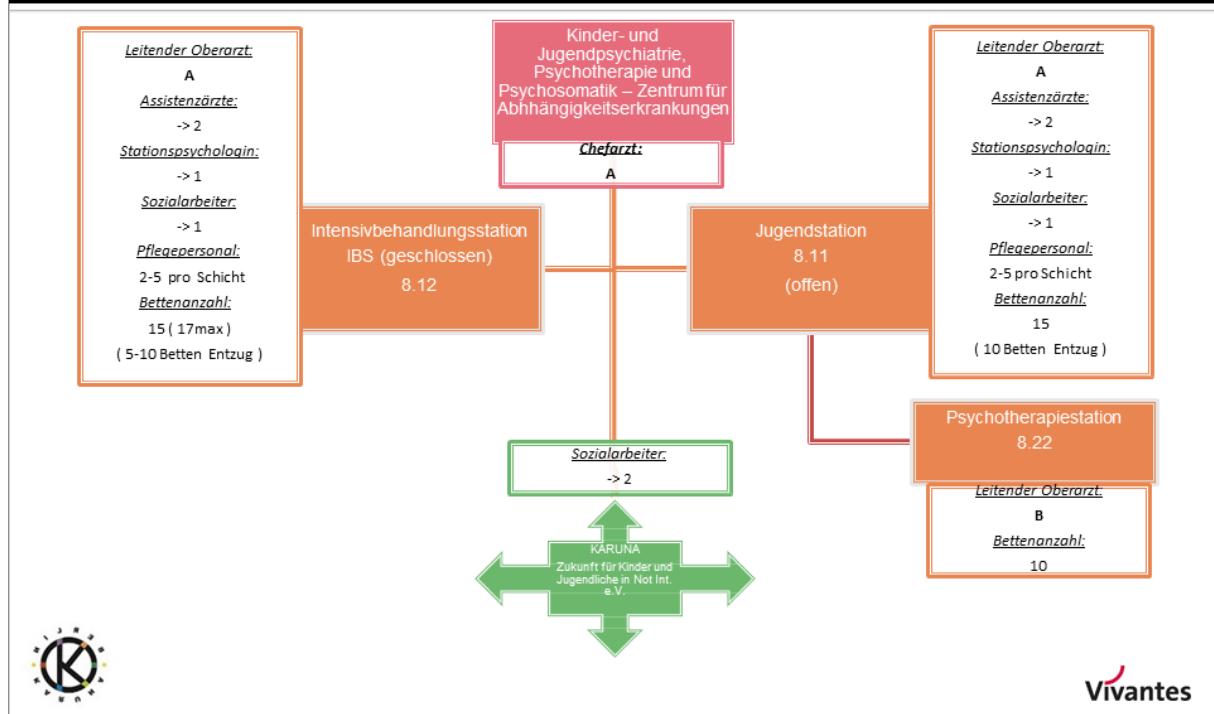 Kinder- und
Jugendpsychiatrie,
Psychotherapie und
Psychosomatik – Zentrum für
Abhhängigkeitserkrankungen
Chefarzt:
A
Leitender Oberarzt:
A
Assistenzärzte:
-> 2
Stationspsychologin:
-> 1
Sozialarbeiter:
-> 1
Pflegepersonal:
2-5 pro Schicht
Bettenanzahl:
15 ( 17max )
( 5-10 Betten Entzug )
Intensivbehandlungsstation
IBS (geschlossen)
8.12
Jugendstation
8.11
(offen)
Leitender Oberarzt:
A
Assistenzärzte:
-> 2
Stationspsychologin:
-> 1
Sozialarbeiter:
-> 1
Pflegepersonal:
2-5 pro Schicht
Bettenanzahl:
15
( 10 Betten Entzug )
Psychotherapiestation
8.22
Leitender Oberarzt:
B
Bettenanzahl:
10
Sozialarbeiter:
-> 2
KARUNA
Zukunft für Kinder und
Jugendliche in Not Int.
e.V.
K
Vivantes